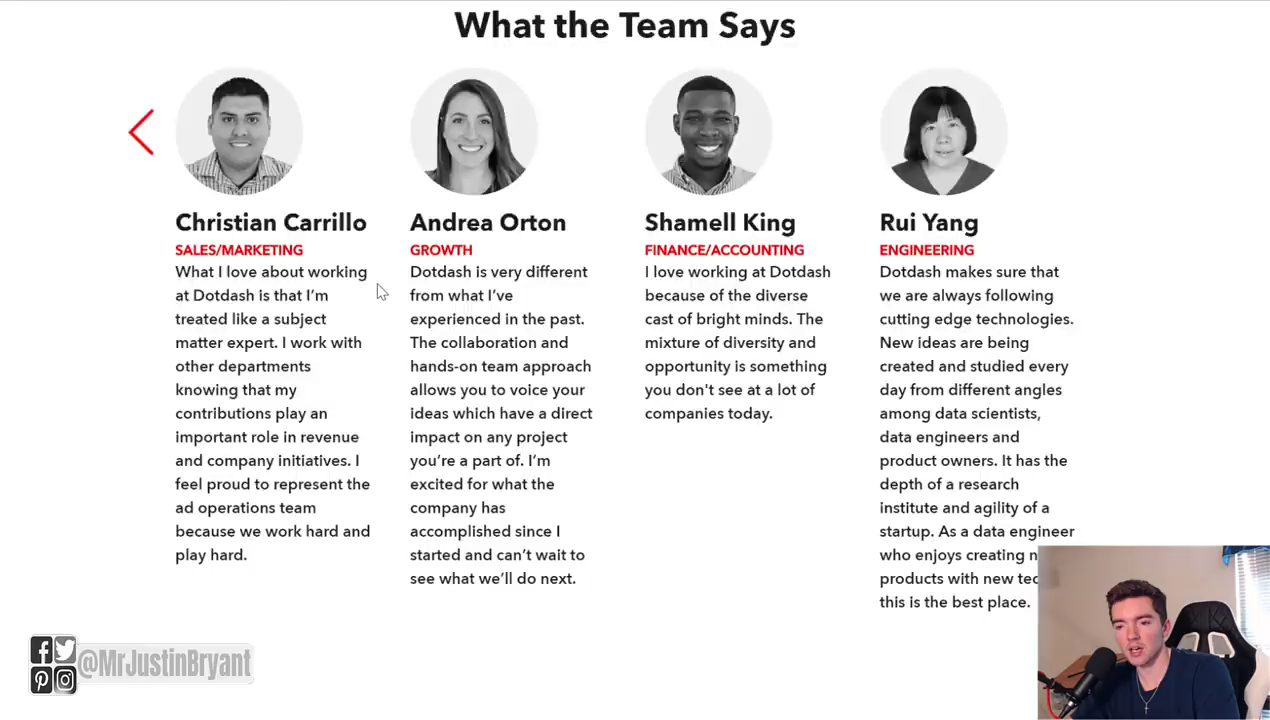 What the Team Says
Christian Carrillo
SALES/MARKETING
What I love about working
at Dotdash is that I'm
treated like a subject
matter expert. I work with
other departments
knowing that my
contributions play an
important role in revenue
and company initiatives. I
feel proud to represent the
ad operations team
because we work hard and
play hard.
Andrea Orton
GROWTH
Dotdash is very different
from what I've
experienced in the past.
The collaboration and
hands-on team approach
allows you to voice your
ideas which have a direct
impact on any project
you're a part of. I'm
excited for what the
company has
accomplished since I
started and can't wait to
see what we'll do next.
Shamell King
FINANCE/ACCOUNTING
I love working at Dotdash
because of the diverse
cast of bright minds. The
mixture of diversity and
opportunity is something
you don't see at a lot of
companies today.
Rui Yang
ENGINEERING
Dotdash makes sure that
we are always following
cutting edge technologies.
New ideas are being
created and studied every
day from different angles
among data scientists,
data engineers and
product owners. It has the
depth of a research
institute and agility of a
startup. As a data engineer
who enjoys creating
products with new
this is the best place.
@MrJustinBryant